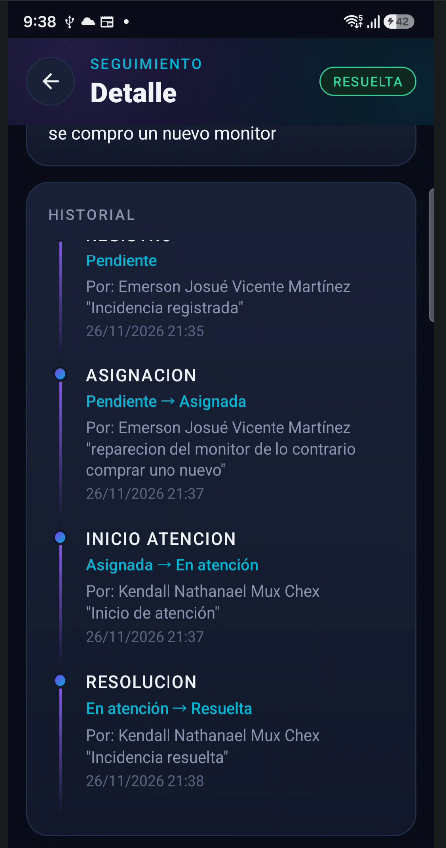 9:38
42
SEGUIMIENTO
Detalle
RESUELTA
se compro un nuevo monitor
HISTORIAL
Pendiente
Por: Emerson Josué Vicente Martínez
"Incidencia registrada"
26/11/2026 21:35
ASIGNACION
Pendiente → Asignada
Por: Emerson Josué Vicente Martínez
"reparecion del monitor de lo contrario
comprar uno nuevo"
26/11/2026 21:37
INICIO ATENCION
Asignada → En atención
Por: Kendall Nathanael Mux Chex
"Inicio de atención"
26/11/2026 21:37
RESOLUCION
En atención → Resuelta
Por: Kendall Nathanael Mux Chex
"Incidencia resuelta"
26/11/2026 21:38